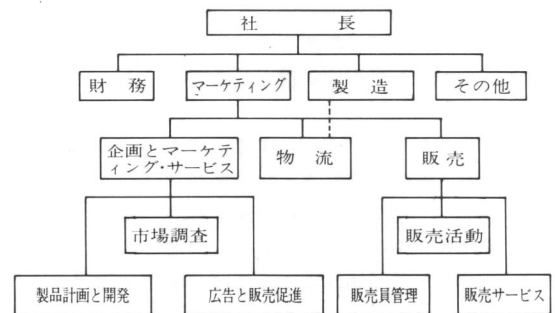 社長
財務
マーケティング
製造
その他
企画とマーケテ
ィング・サービス
物流
販売
市場調査
販売活動
製品計画と開発
広告と販売促進
販売員管理
販売サービス